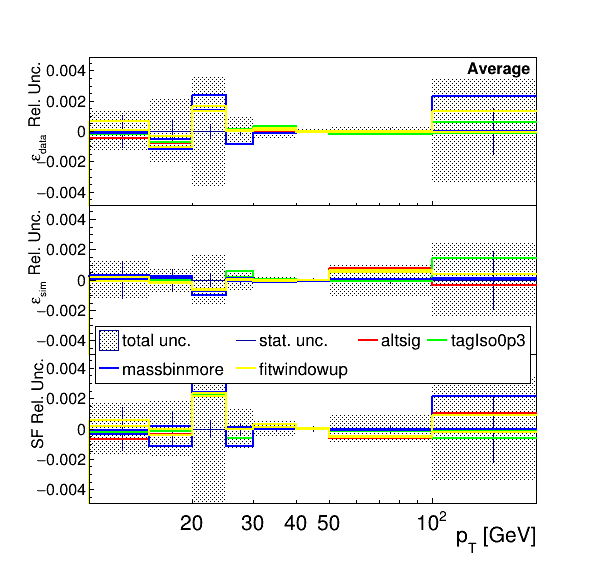 Average
ε_data Rel. Unc.
0.004
0.002
0
−0.002
−0.004
ε_sim Rel. Unc.
0.004
0.002
0
−0.002
−0.004
total unc. stat. unc. altsig tagIso0p3
massbinmore fitwindowup
SF Rel. Unc.
0.004
0.002
0
−0.002
−0.004
20 30 40 50 10²
p_T [GeV]